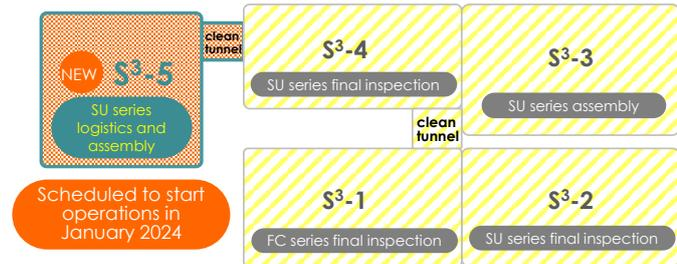 NEW
S³-5
SU series
logistics and
assembly
Scheduled to start
operations in
January 2024
clean
tunnel
S³-4
SU series final inspection
S³-3
SU series assembly
clean
tunnel
S³-1
FC series final inspection
S³-2
SU series final inspection